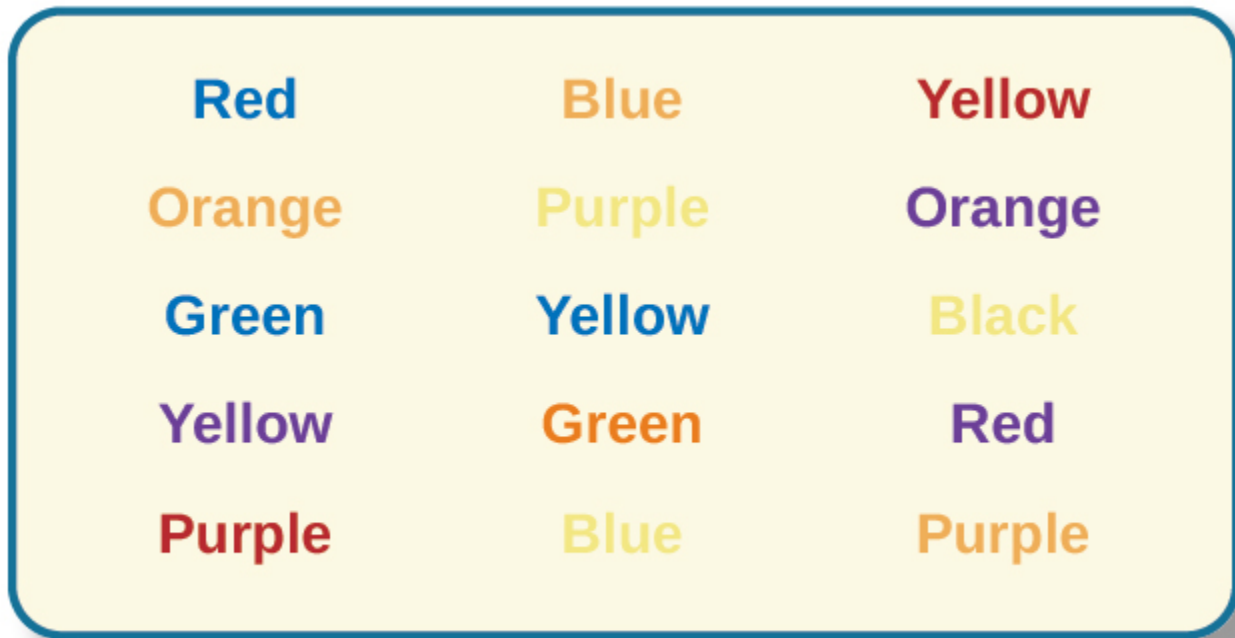 Red Blue Yellow
Orange Purple Orange
Green Yellow Black
Yellow Green Red
Purple Blue Purple